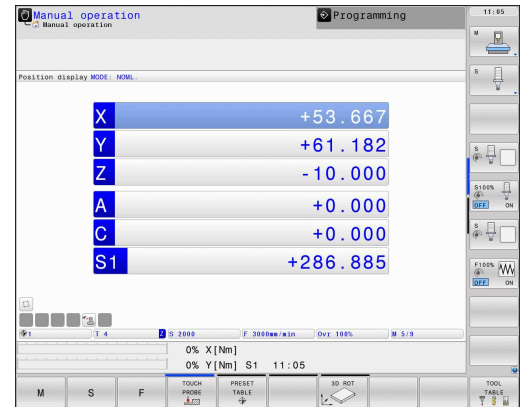 Manual operation
Manual operation
Programming
11:05
Position display MODE: NOML.
M
S
X +53.667
Y +61.182
Z -10.000
A +0.000
C +0.000
S1 +286.885
S
S100%
OFF ON
S
F100%
OFF ON
1 T 4 Z S 2000 F 3000mm/min Ovr 100% M 5/9
0% X[Nm]
0% Y[Nm] S1 11:05
M
S
F
TOUCH PROBE
PRESET TABLE
3D ROT
TOOL TABLE